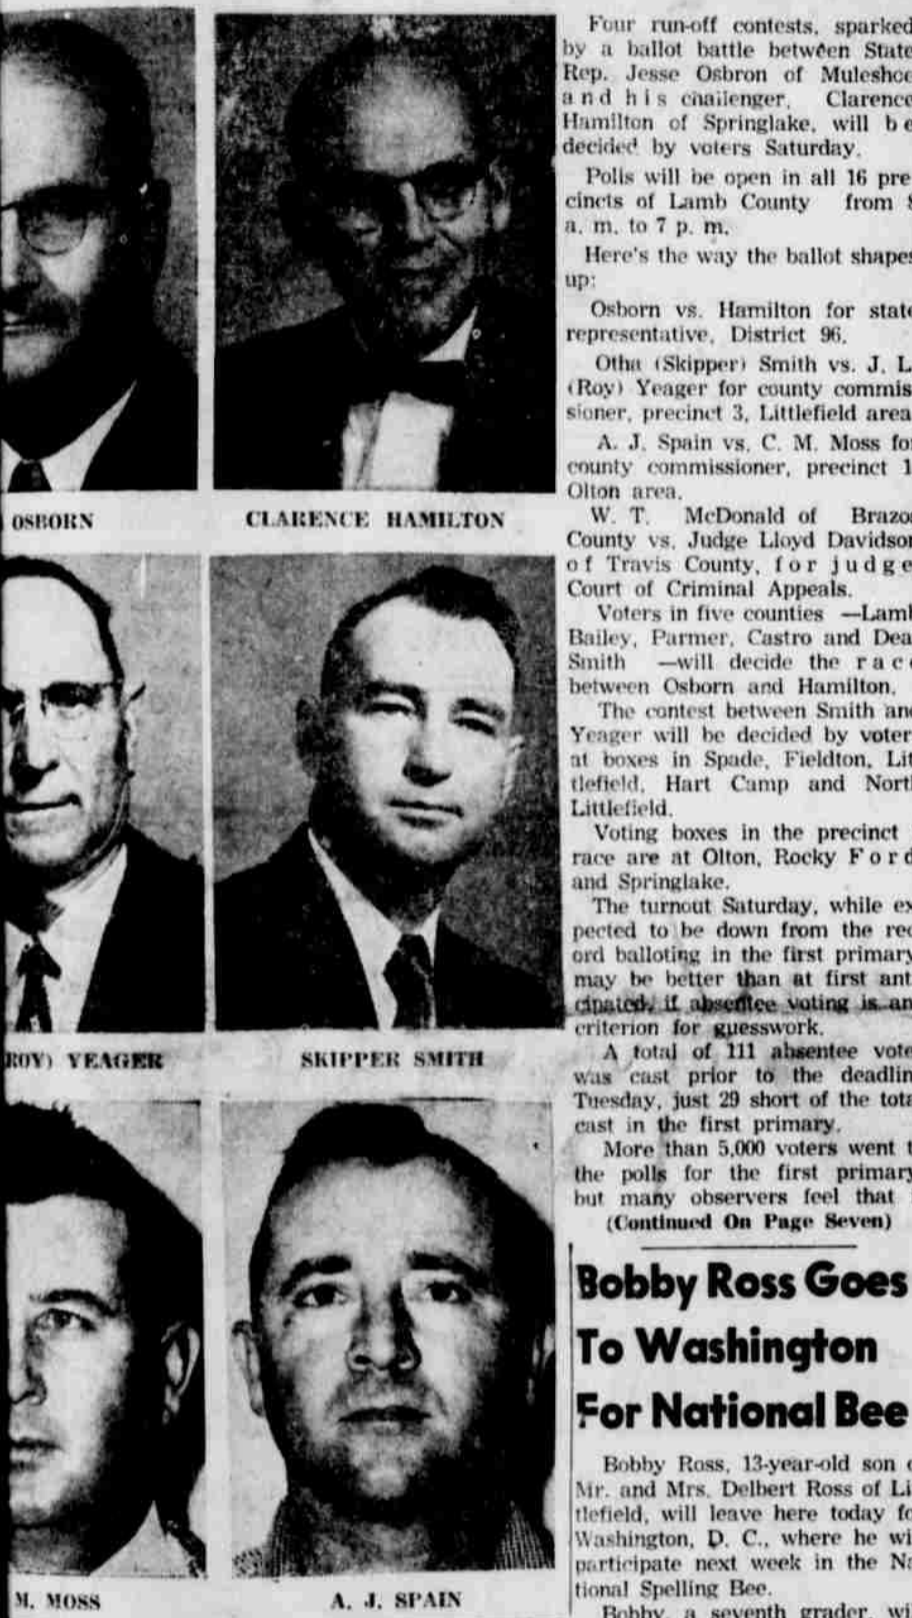 OSBORN
CLARENCE HAMILTON
ROY) YEAGER
SKIPPER SMITH
M. MOSS
A. J. SPAIN
Four run-off contests, sparked
by a ballot battle between State
Rep. Jesse Osbron of Muleshoe
and his challenger, Clarence
Hamilton of Springlake, will be
decided by voters Saturday.
Polls will be open in all 16 pre-
cincts of Lamb County from 8
a. m. to 7 p. m.
Here's the way the ballot shapes
up:
Osborn vs. Hamilton for state
representative, District 96.
Otha (Skipper) Smith vs. J. L.
(Roy) Yeager for county commis-
sioner, precinct 3, Littlefield area
A. J. Spain vs. C. M. Moss for
county commissioner, precinct 1
Olton area.
W. T. McDonald of Brazos
County vs. Judge Lloyd Davidson
of Travis County, for judge
Court of Criminal Appeals.
Voters in five counties —Lamb
Bailey, Parmer, Castro and Deaf
Smith —will decide the race
between Osborn and Hamilton.
The contest between Smith and
Yeager will be decided by voter
at boxes in Spade, Fieldton, Lit-
tlefield, Hart Camp and North
Littlefield.
Voting boxes in the precinct
race are at Olton, Rocky Ford
and Springlake.
The turnout Saturday, while ex-
pected to be down from the rec-
ord balloting in the first primary
may be better than at first anti
cipated, if absentee voting is an
criterion for guesswork.
A total of 111 absentee vote
was cast prior to the deadlin
Tuesday, just 29 short of the tota
cast in the first primary.
More than 5,000 voters went t
the polls for the first primary
but many observers feel that
(Continued On Page Seven)
Bobby Ross Goes
To Washington
For National Bee
Bobby Ross, 13-year-old son o
Mr. and Mrs. Delbert Ross of Lit
tlefield, will leave here today fo
Washington, D. C., where he wil
participate next week in the Na
tional Spelling Bee.
Bobby, a seventh grader, wi